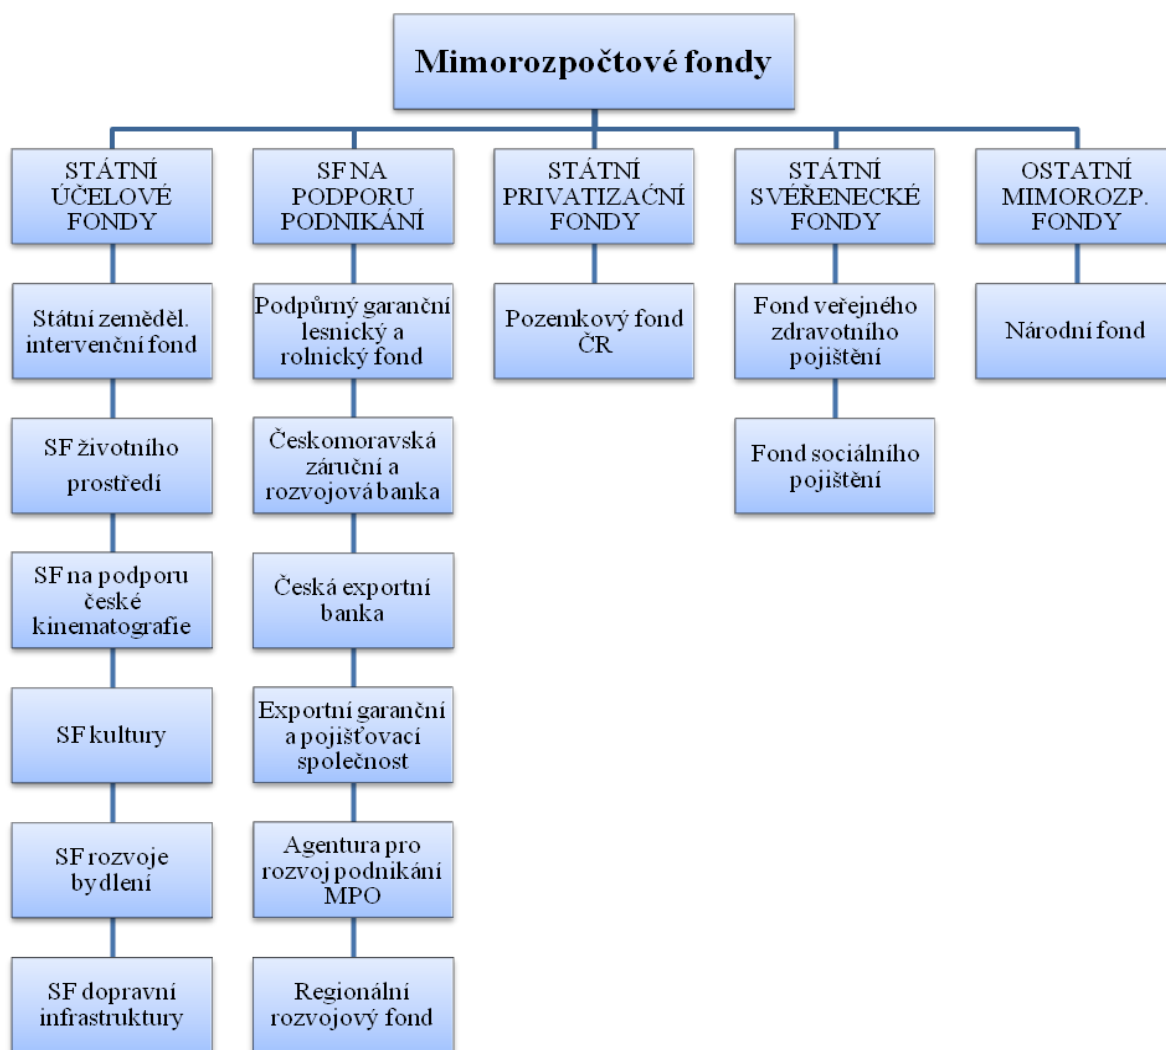 Mimorozpočtové fondy
STÁTNÍ
ÚČELOVÉ
FONDY
SF NA
PODPORU
PODNIKÁNÍ
STÁTNÍ
PRIVATIZAĆNÍ
FONDY
STÁTNÍ
SVÉŘENECKÉ
FONDY
OSTATNÍ
MIMOROZP.
FONDY
Státní zeměděl.
intervenční fond
SF životního
prostředí
SF na podporu
české
kinematografie
SF kultury
SF rozvoje
bydlení
SF dopravní
infrastruktury
Podpůrný garanční
lesnický a
rolnický fond
Českomoravská
záruční a
rozvojová banka
Česká exportní
banka
Exportní garanční
a pojišťovací
společnost
Agentura pro
rozvoj podnikání
MPO
Regionální
rozvojový fond
Pozemkový fond
ČR
Fond veřejného
zdravotního
pojištění
Fond sociálního
pojištění
Národní fond